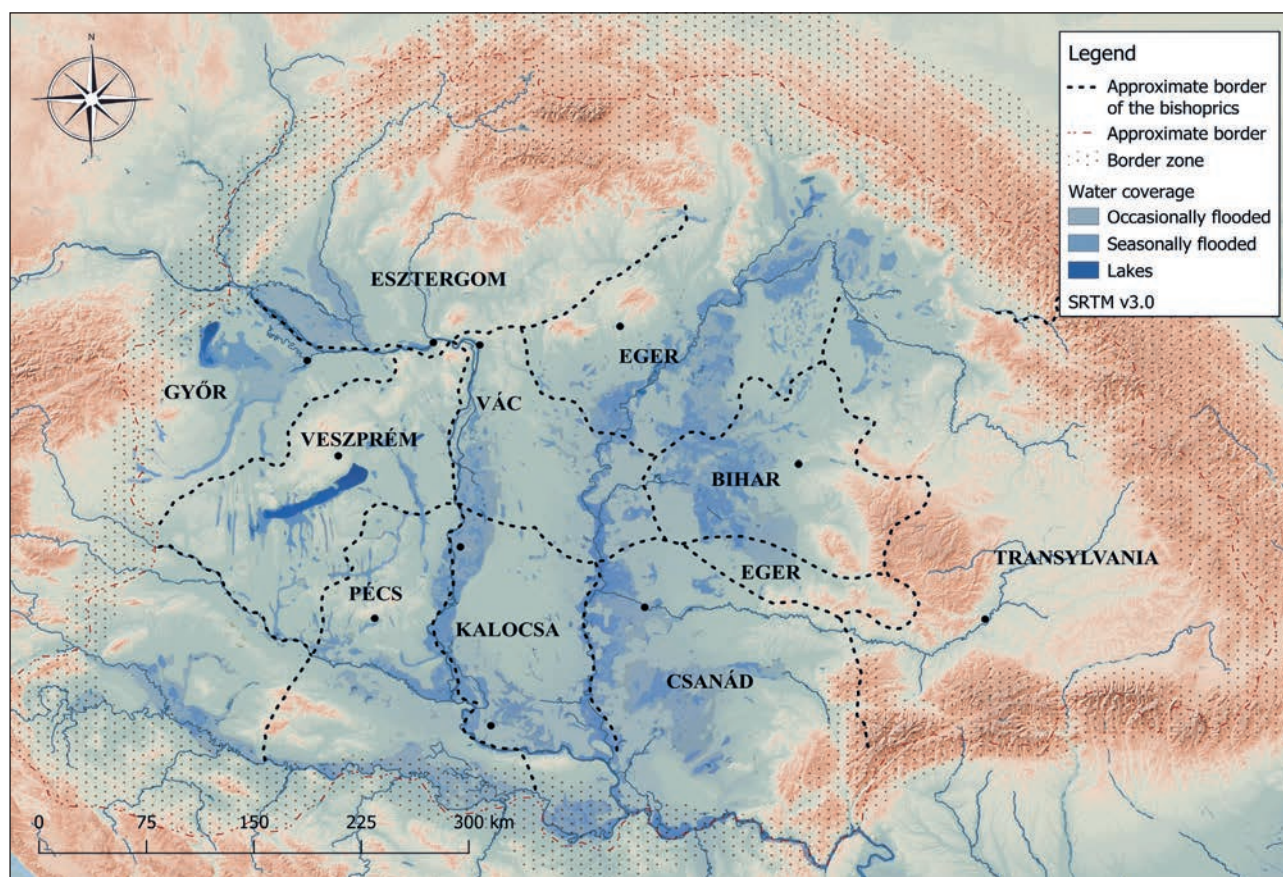 N
Legend
Approximate border
of the bishoprics
Approximate border
Border zone
Water coverage
Occasionally flooded
Seasonally flooded
Lakes
SRTM v3.0
ESZTERGOM
EGER
GYŐR
VÁC
VESZPRÉM
BIHAR
TRANSYLVANIA
EGER
PÉCS
KALOCSA
CSANÁD
0 75 150 225 300 km